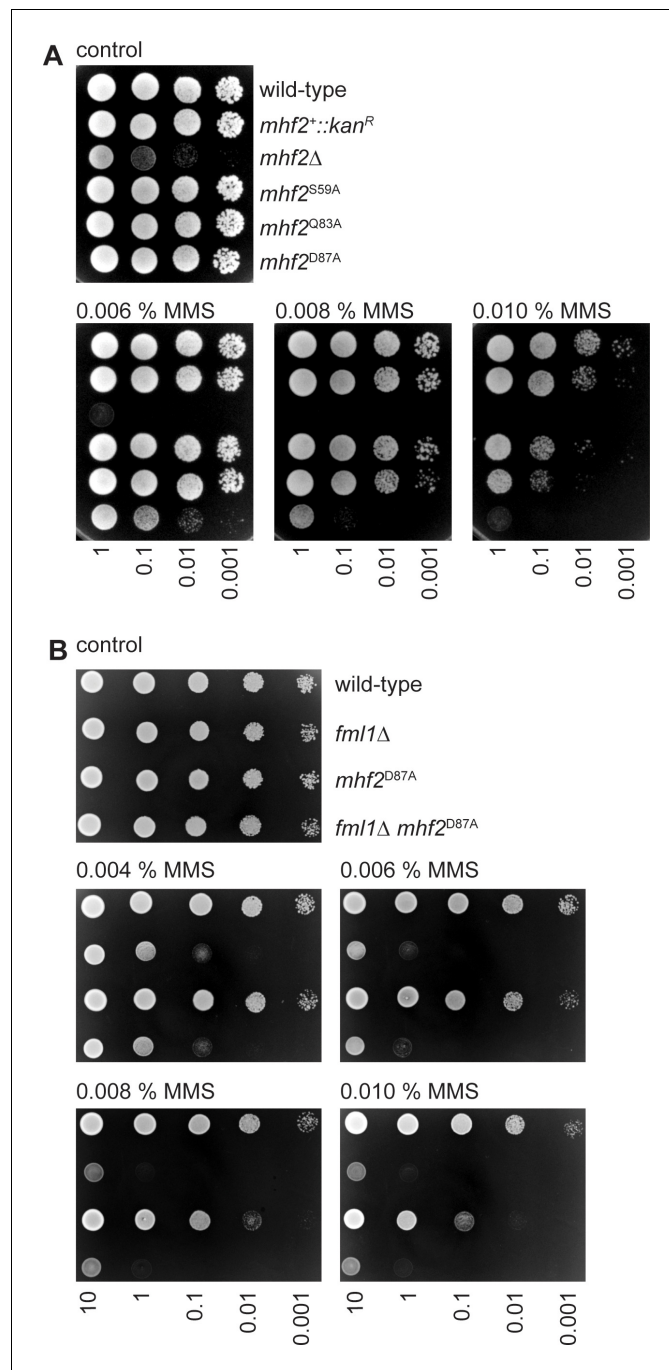 A control
wild-type
mhf2⁺::kanᴿ
mhf2Δ
mhf2S59A
mhf2Q83A
mhf2D87A
0.006 % MMS 0.008 % MMS 0.010 % MMS
1 0.1 0.01 0.001 1 0.1 0.01 0.001 1 0.1 0.01 0.001
B control
wild-type
fml1Δ
mhf2D87A
fml1Δ mhf2D87A
0.004 % MMS 0.006 % MMS
0.008 % MMS 0.010 % MMS
10 1 0.1 0.01 0.001 10 1 0.1 0.01 0.001